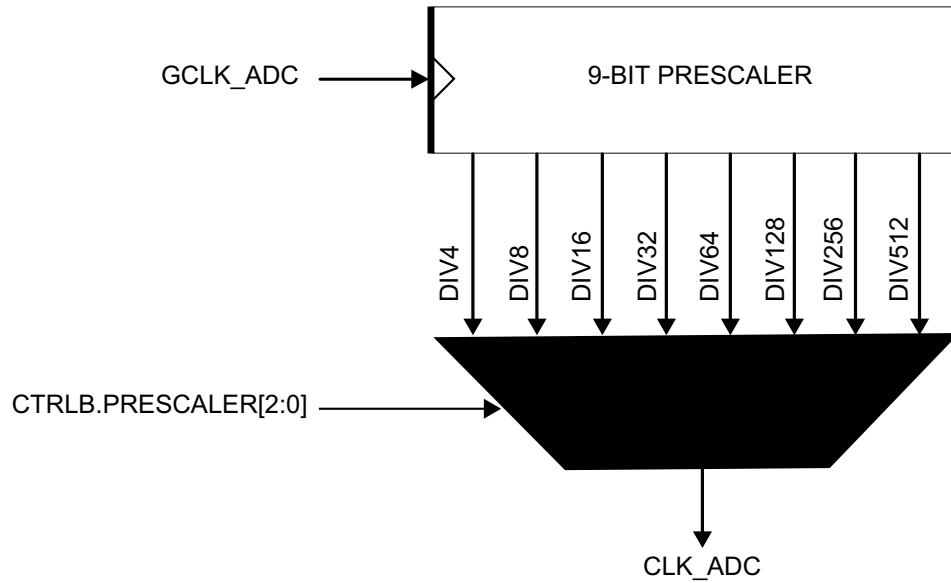 GCLK_ADC
9-BIT PRESCALER
DIV4
DIV8
DIV16
DIV32
DIV64
DIV128
DIV256
DIV512
CTRLB.PRESCALER[2:0]
CLK_ADC